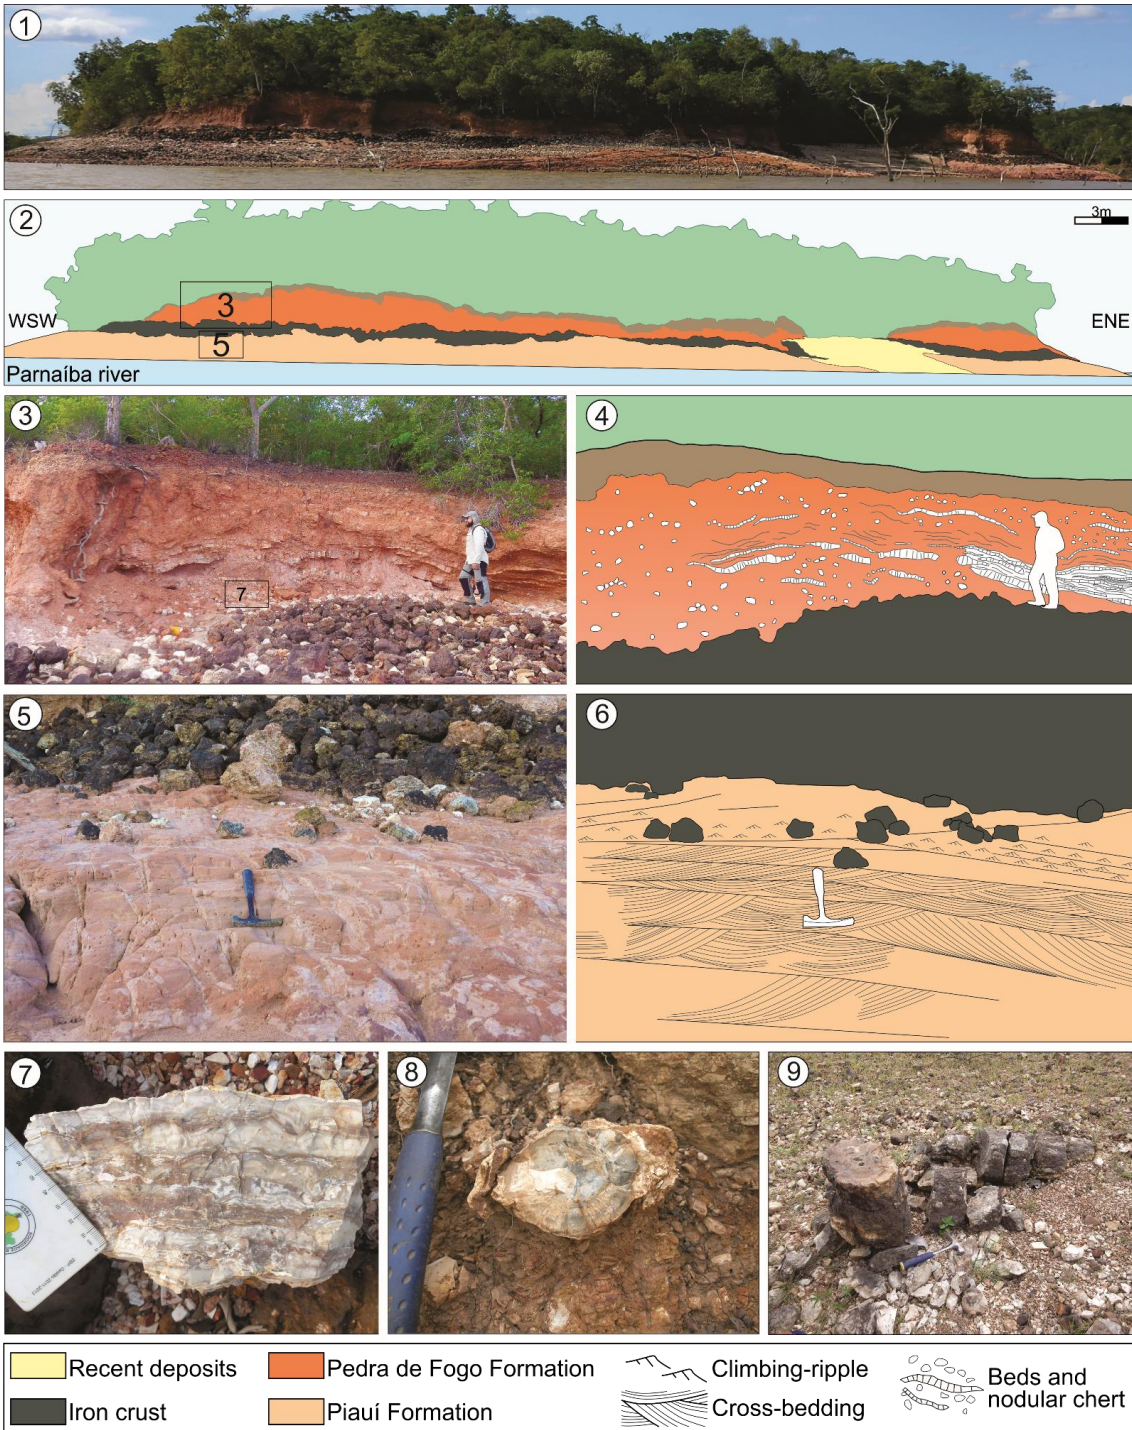 1
2
3m
3
WSW
5
ENE
Parnaíba river
3
7
4
5
6
7
8
9
Recent deposits
Pedra de Fogo Formation
Climbing-ripple
Beds and
nodular chert
Iron crust
Piauí Formation
Cross-bedding